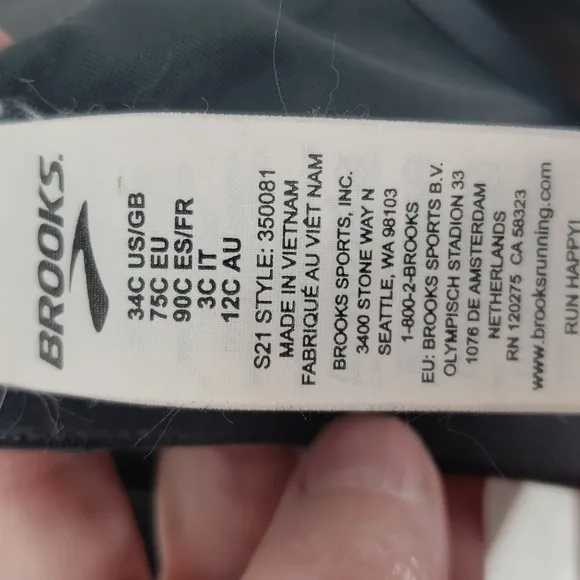 BROOKS.
34C US/GB
75C EU
90C ES/FR
3C IT
12C AU
S21 STYLE: 350081
MADE IN VIETNAM
FABRIQUÉ AU VIÊT NAM
BROOKS SPORTS, INC.
3400 STONE WAY N
SEATTLE, WA 98103
1-800-2-BROOKS
EU: BROOKS SPORTS B.V.
OLYMPISCH STADION 33
1076 DE AMSTERDAM
NETHERLANDS
RN 120275 CA 58323
www.brooksrunning.com
RUN HAPPY!